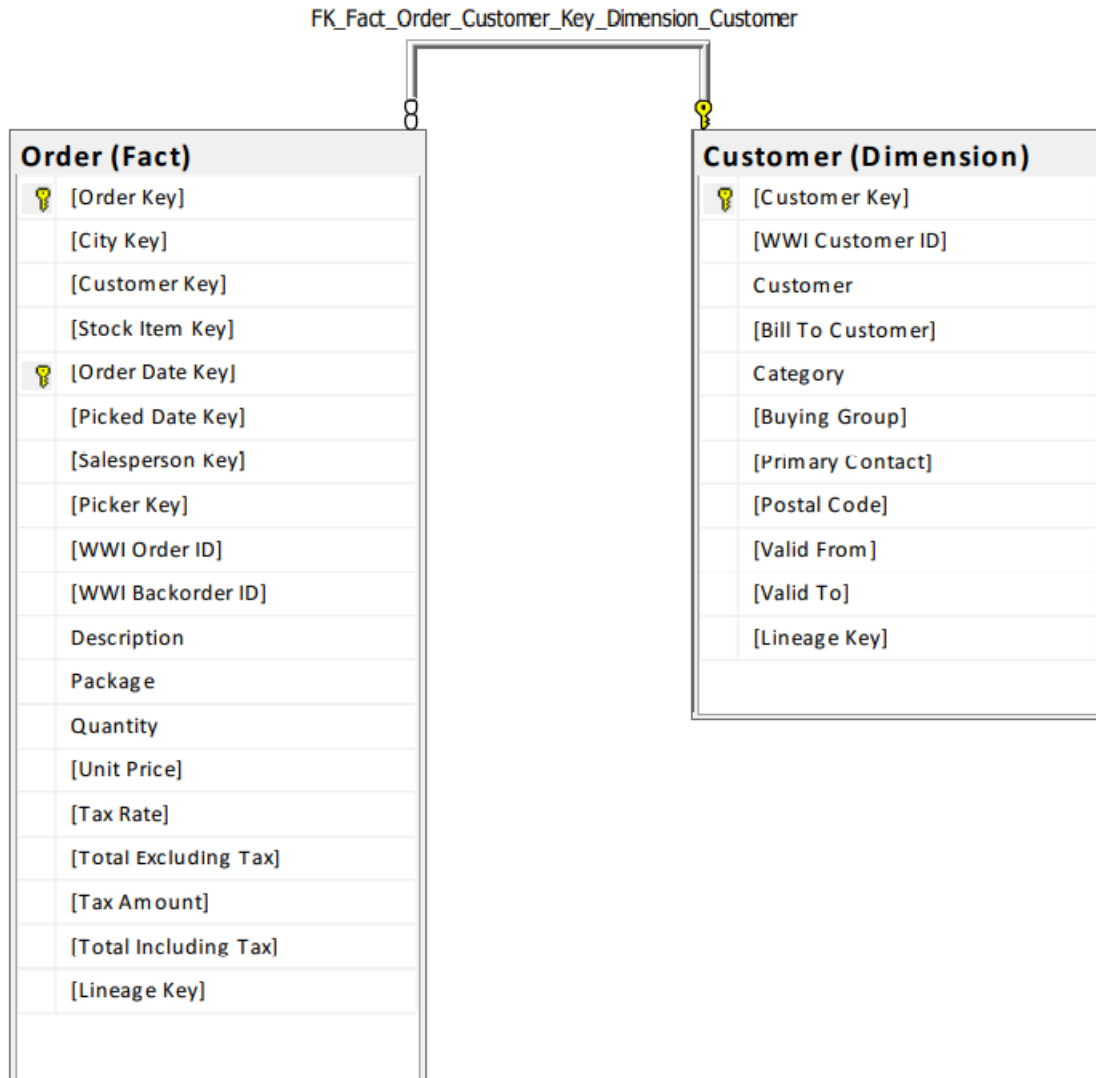 FK_Fact_Order_Customer_Key_Dimension_Customer
Order (Fact)
[Order Key]
[City Key]
[Customer Key]
[Stock Item Key]
[Order Date Key]
[Picked Date Key]
[Salesperson Key]
[Picker Key]
[WWI Order ID]
[WWI Backorder ID]
Description
Package
Quantity
[Unit Price]
[Tax Rate]
[Total Excluding Tax]
[Tax Amount]
[Total Including Tax]
[Lineage Key]
Customer (Dimension)
[Customer Key]
[WWI Customer ID]
Customer
[Bill To Customer]
Category
[Buying Group]
[Primary Contact]
[Postal Code]
[Valid From]
[Valid To]
[Lineage Key]